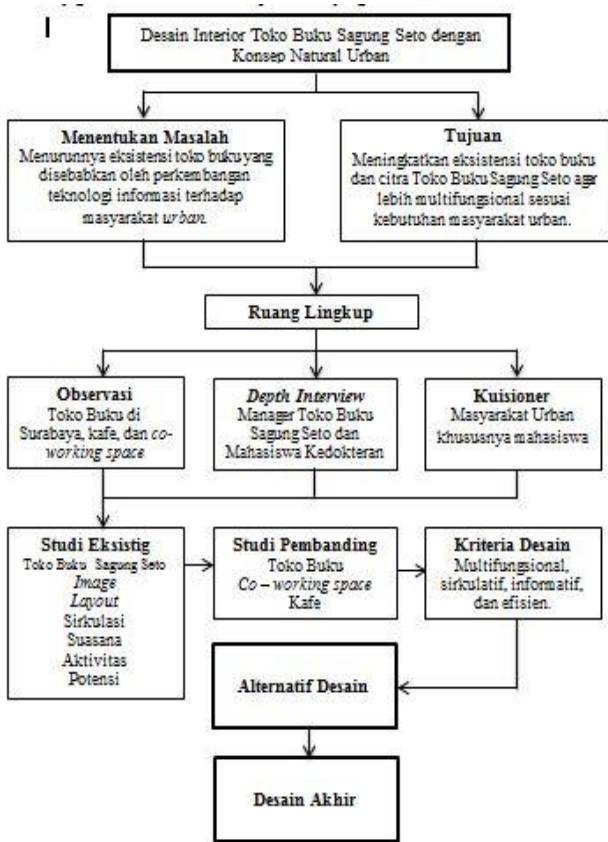 Desain Interior Toko Buku Sagung Seto dengan
Konsep Natural Urban
Menentukan Masalah
Menurunnya eksistensi toko buku yang
disebabkan oleh perkembangan
teknologi informasi terhadap
masyarakat urban.
Tujuan
Meningkatkan eksistensi toko buku
dan citra Toko Buku Sagung Seto agar
lebih multifungsional sesuai
kebutuhan masyarakat urban.
Ruang Lingkup
Observasi
Toko Buku di
Surabaya, kafe, dan co-
working space
Depth Interview
Manager Toko Buku
Sagung Seto dan
Mahasiswa Kedokteran
Kuisioner
Masyarakat Urban
khususnya mahasiswa
Studi Eksistig
Toko Buku Sagung Seto
Image
Layout
Sirkulasi
Suasana
Aktivitas
Potensi
Studi Pembanding
Toko Buku
Co – working space
Kafe
Kriteria Desain
Multifungsional,
sirkulatif, informatif,
dan efisien.
Alternatif Desain
Desain Akhir